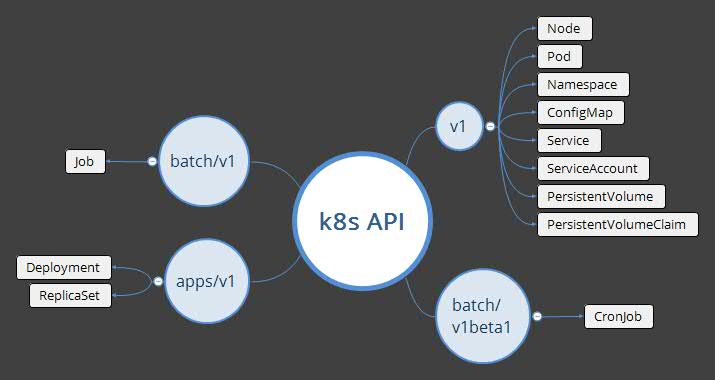 k8s API
batch/v1
Job
apps/v1
Deployment
ReplicaSet
v1
Node
Pod
Namespace
ConfigMap
Service
ServiceAccount
PersistentVolume
PersistentVolumeClaim
batch/
v1beta1
CronJob